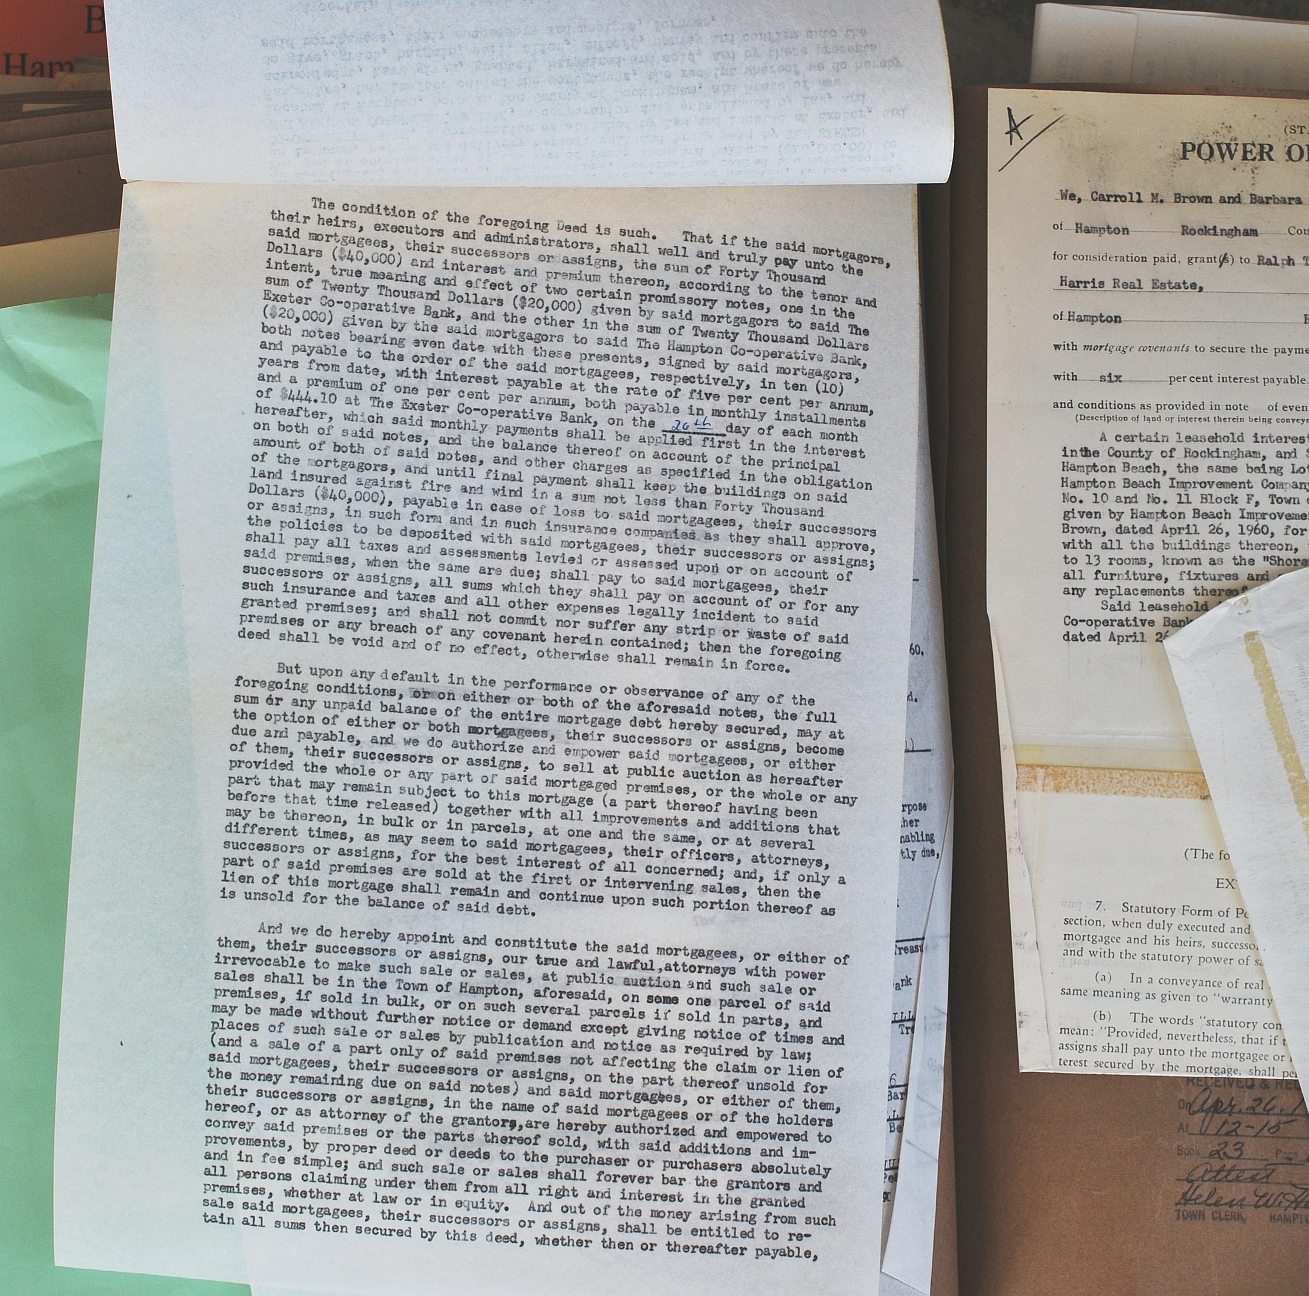 B
Ham
The condition of the foregoing Deed is such. That if the said mortgagors,
their heirs, executors and administrators, shall well and truly pay unto the
said mortgagees, their successors or assigns, the sum of Forty Thousand
Dollars ($40,000) and interest and premium thereon, according to the tenor and
intent, true meaning and effect of two certain promissory notes, one in the
sum of Twenty Thousand Dollars ($20,000) given by said mortgagors to said The
Exeter Co-operative Bank, and the other in the sum of Twenty Thousand Dollars
($20,000) given by the said mortgagors to said The Hampton Co-operative Bank,
both notes bearing even date with these presents, signed by said mortgagors,
and payable to the order of the said mortgagees, respectively, in ten (10)
years from date, with interest payable at the rate of five per cent per annum,
and a premium of one per cent per annum, both payable in monthly installments
of $444.10 at The Exeter Co-operative Bank, on the 26th day of each month
hereafter, which said monthly payments shall be applied first in the interest
on both of said notes, and the balance thereof on account of the principal
amount of both of said notes, and other charges as specified in the obligation
of the mortgagors, and until final payment shall keep the buildings on said
land insured against fire and wind in a sum not less than Forty Thousand
Dollars ($40,000), payable in case of loss to said mortgagees, their successors
or assigns, in such form and in such insurance companies as they shall approve,
the policies to be deposited with said mortgagees, their successors or assigns;
shall pay all taxes and assessments levied or assessed upon or on account of
said premises, when the same are due; shall pay to said mortgagees, their
successors or assigns, all sums which they shall pay on account of or for any
such insurance and taxes and all other expenses legally incident to said
granted premises; and shall not commit nor suffer any strip or waste of said
premises or any breach of any covenant herein contained; then the foregoing
deed shall be void and of no effect, otherwise shall remain in force.
But upon any default in the performance or observance of any of the
foregoing conditions, or on either or both of the aforesaid notes, the full
sum or any unpaid balance of the entire mortgage debt hereby secured, may at
the option of either or both mortgagees, their successors or assigns, become
due and payable, and we do authorize and empower said mortgagees, or either
of them, their successors or assigns, to sell at public auction as hereafter
provided the whole or any part of said mortgaged premises, or the whole or any
part that may remain subject to this mortgage (a part thereof having been
before that time released) together with all improvements and additions that
may be thereon, in bulk or in parcels, at one and the same, or at several
different times, as may seem to said mortgagees, their officers, attorneys,
successors or assigns, for the best interest of all concerned; and, if only a
part of said premises are sold at the first or intervening sales, then the
lien of this mortgage shall remain and continue upon such portion thereof as
is unsold for the balance of said debt.
And we do hereby appoint and constitute the said mortgagees, or either of
them, their successors or assigns, our true and lawful attorneys with power
irrevocable to make such sale or sales, at public auction and such sale or
sales shall be in the Town of Hampton, aforesaid, on some one parcel of said
premises, if sold in bulk, or on such several parcels if sold in parts, and
may be made without further notice or demand except giving notice of times and
places of such sale or sales by publication and notice as required by law;
(and a sale of a part only of said premises not affecting the claim or lien of
said mortgagees, their successors or assigns, on the part thereof unsold for
the money remaining due on said notes) and said mortgagees, or either of them,
their successors or assigns, in the name of said mortgagees or of the holders
hereof, or as attorney of the grantors, are hereby authorized and empowered to
convey said premises or the parts thereof sold, with said additions and im-
provements, by proper deed or deeds to the purchaser or purchasers absolutely
and in fee simple; and such sale or sales shall forever bar the grantors and
all persons claiming under them from all right and interest in the granted
premises, whether at law or in equity. And out of the money arising from such
sale said mortgagees, their successors or assigns, shall be entitled to re-
tain all sums then secured by this deed, whether then or thereafter payable,
60.
d.
rpose
her
nabling
tly due,
Treasu
ank
Bar
Be
A
(ST
POWER O
We, Carroll M. Brown and Barbara
of Hampton Rockingham Cou
for consideration paid, grant(s) to Ralph T
Harris Real Estate,
of Hampton
with mortgage covenants to secure the payme
with six per cent interest payable
and conditions as provided in note of even
(Description of land or interest therein being conveye
A certain leasehold interest
in the County of Rockingham, and S
Hampton Beach, the same being Lot
Hampton Beach Improvement Company
No. 10 and No. 11 Block F, Town o
given by Hampton Beach Improveme
Brown, dated April 26, 1960, for
with all the buildings thereon,
to 13 rooms, known as the "Shora
all furniture, fixtures and
any replacements thereof
Said leasehold
Co-operative Bank
dated April 26
(The fo
EX
7. Statutory Form of Po
section, when duly executed and
mortgagee and his heirs, successo
and with the statutory power of sa
(a) In a conveyance of real
same meaning as given to "warranty
(b) The words "statutory con
mean: "Provided, nevertheless, that if t
assigns shall pay unto the mortgagee or
terest secured by the mortgage, shall pe
RECEIVED & RE
On Apr. 26, 1
At 12-15
Book 23 Page
Attest
Helen W. H
TOWN CLERK, HAMPT